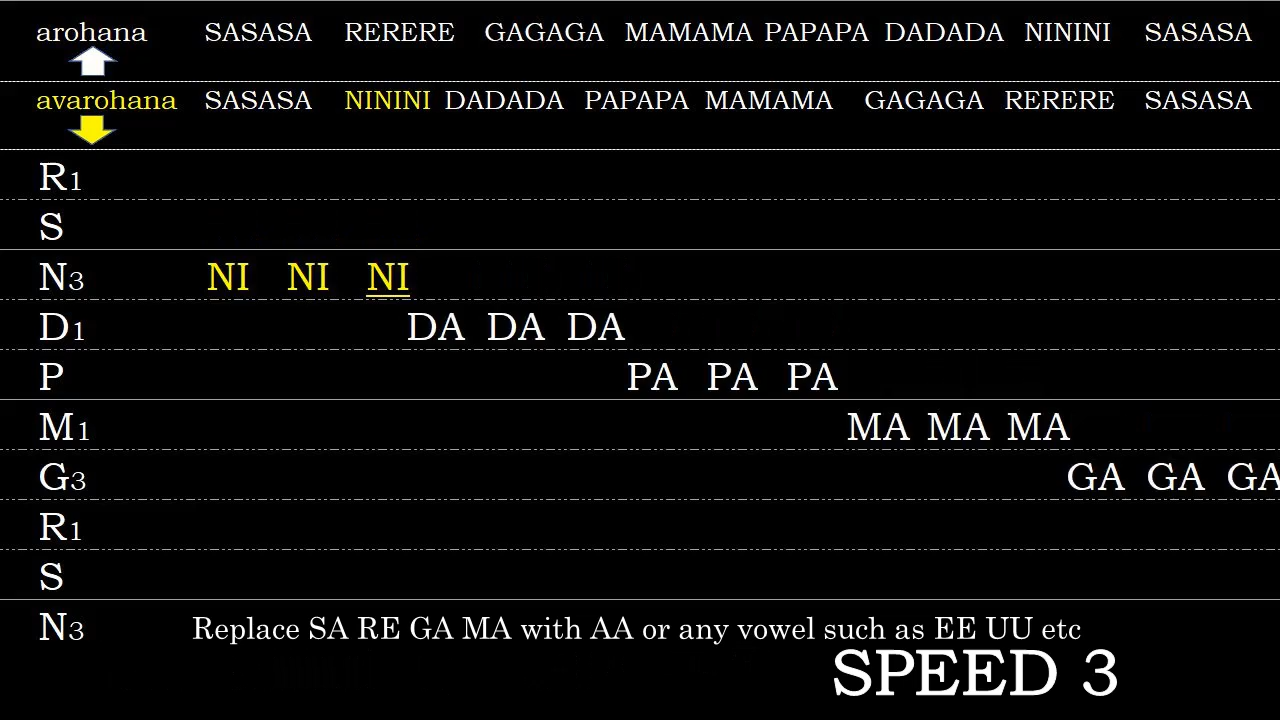 arohana SASASA RERERE GAGAGA MAMAMA PAPAPA DADADA NININI SASASA
avarohana SASASA NININI DADADA PAPAPA MAMAMA GAGAGA RERERE SASASA
R1
S
N3 NI NI NI
D1 DA DA DA
P PA PA PA
M1 MA MA MA
G3 GA GA GA
R1
S
N3 Replace SA RE GA MA with AA or any vowel such as EE UU etc
SPEED 3